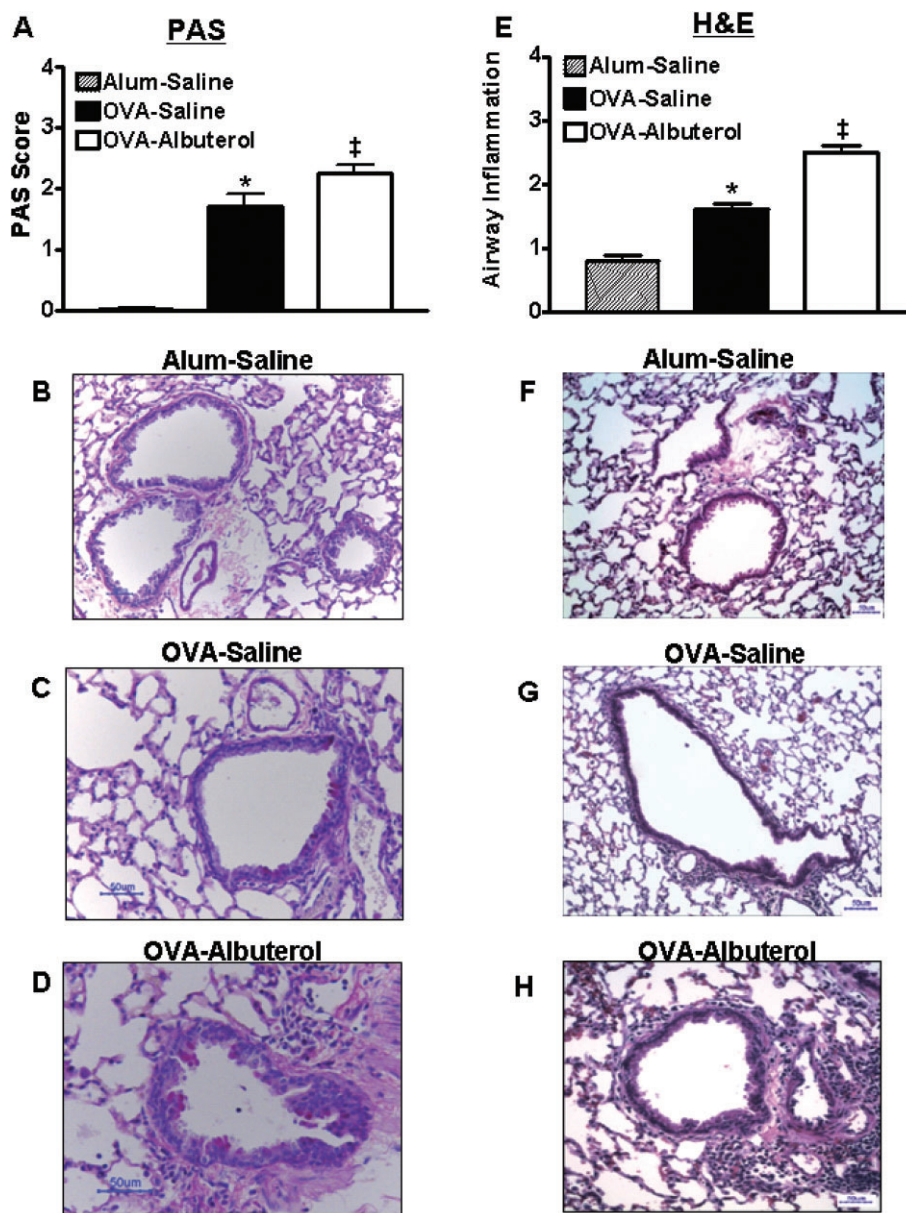 A
PAS
4
3
2
1
0
PAS Score
Alum-Saline
OVA-Saline
OVA-Albuterol
*
‡
E
H&E
4
3
2
1
0
Airway Inflammation
Alum-Saline
OVA-Saline
OVA-Albuterol
*
‡
Alum-Saline
B
OVA-Saline
C
50um
OVA-Albuterol
D
50um
Alum-Saline
F
OVA-Saline
G
OVA-Albuterol
H